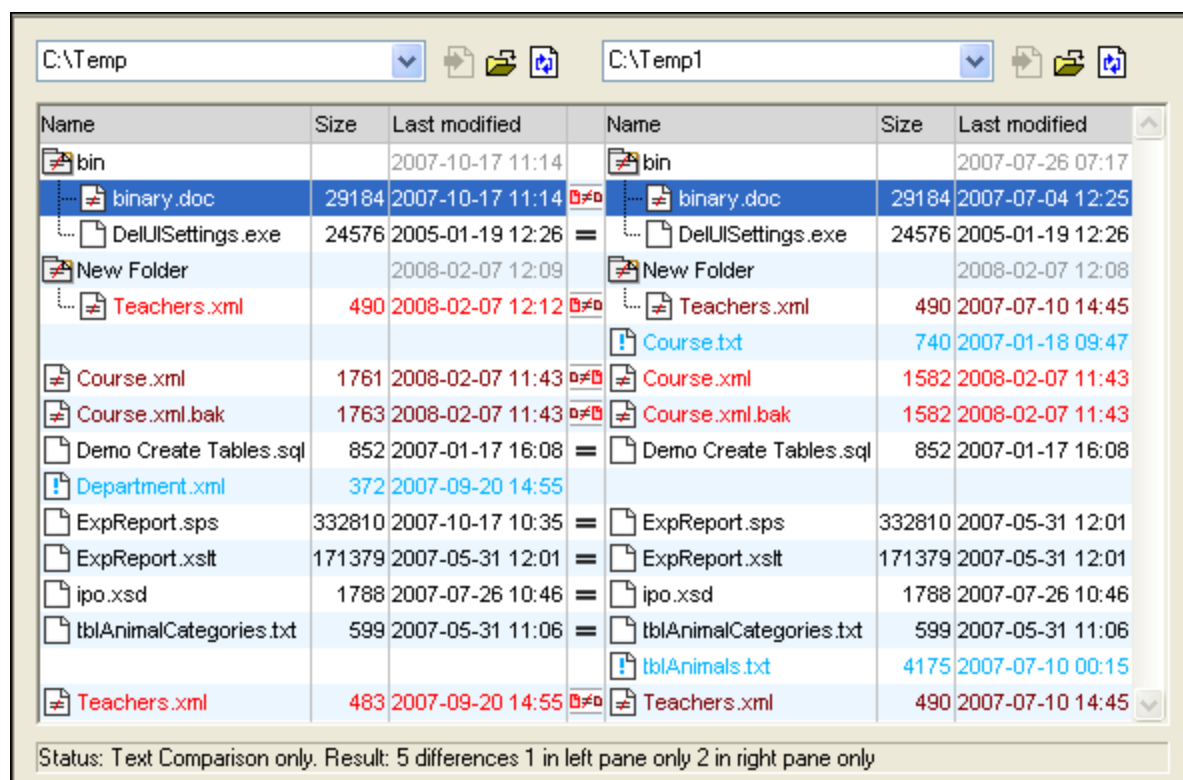 C:\Temp C:\Temp1
Name Size Last modified Name Size Last modified
bin 2007-10-17 11:14 bin 2007-07-26 07:17
binary.doc 29184 2007-10-17 11:14 binary.doc 29184 2007-07-04 12:25
DelUISettings.exe 24576 2005-01-19 12:26 = DelUISettings.exe 24576 2005-01-19 12:26
New Folder 2008-02-07 12:09 New Folder 2008-02-07 12:08
Teachers.xml 490 2008-02-07 12:12 Teachers.xml 490 2007-07-10 14:45
Course.txt 740 2007-01-18 09:47
Course.xml 1761 2008-02-07 11:43 Course.xml 1582 2008-02-07 11:43
Course.xml.bak 1763 2008-02-07 11:43 Course.xml.bak 1582 2008-02-07 11:43
Demo Create Tables.sql 852 2007-01-17 16:08 = Demo Create Tables.sql 852 2007-01-17 16:08
Department.xml 372 2007-09-20 14:55
ExpReport.sps 332810 2007-10-17 10:35 = ExpReport.sps 332810 2007-05-31 12:01
ExpReport.xslt 171379 2007-05-31 12:01 = ExpReport.xslt 171379 2007-05-31 12:01
ipo.xsd 1788 2007-07-26 10:46 = ipo.xsd 1788 2007-07-26 10:46
tblAnimalCategories.txt 599 2007-05-31 11:06 = tblAnimalCategories.txt 599 2007-05-31 11:06
tblAnimals.txt 4175 2007-07-10 00:15
Teachers.xml 483 2007-09-20 14:55 Teachers.xml 490 2007-07-10 14:45
Status: Text Comparison only. Result: 5 differences 1 in left pane only 2 in right pane only